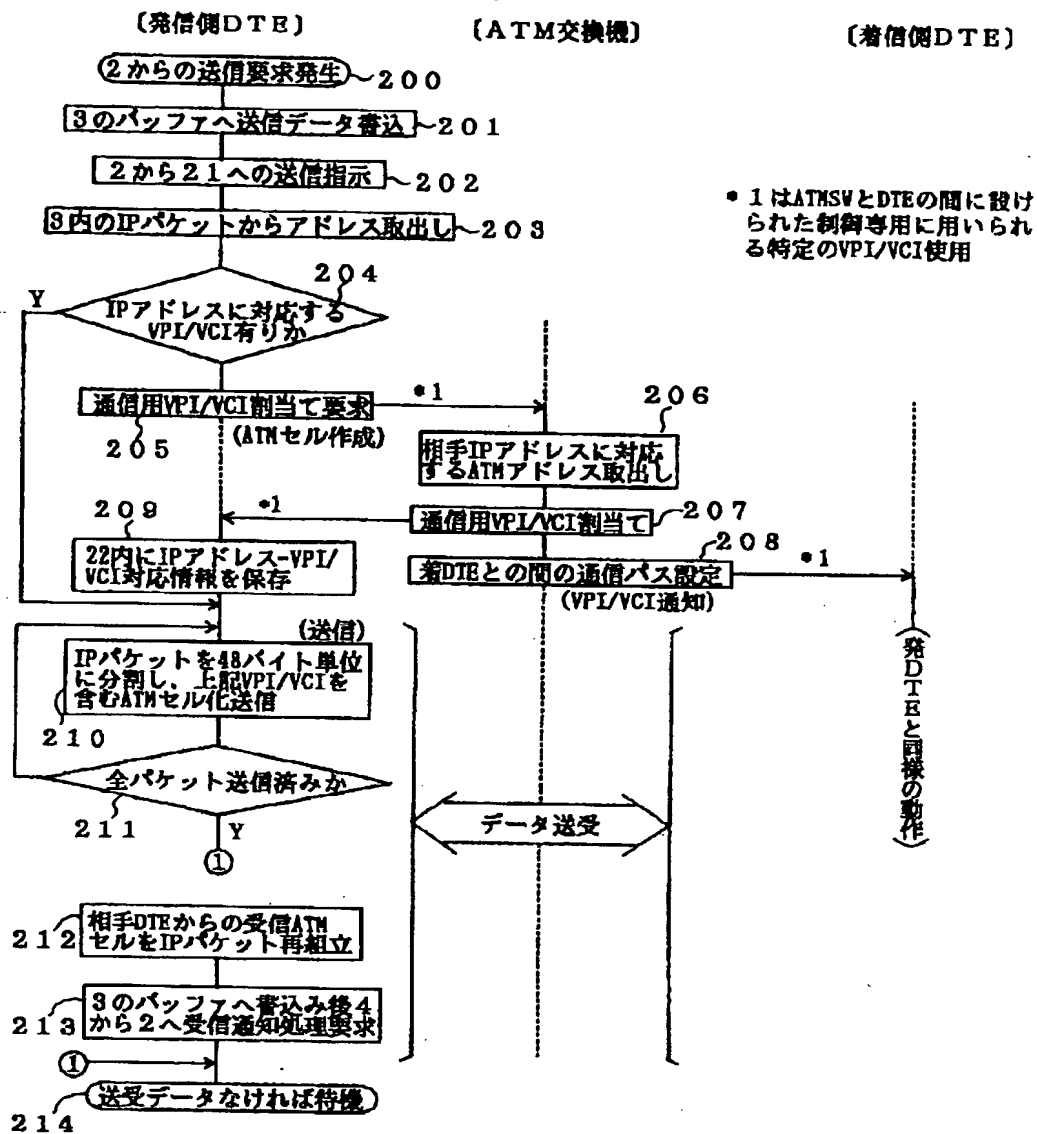 〔発信側DTE〕
〔ATM交換機〕
〔着信側DTE〕
2からの送信要求発生
200
3のバッファへ送信データ書込
201
2から21への送信指示
202
3内のIPパケットからアドレス取出し
203
*1はATMSWとDTEの間に設け
られた制御専用に用いられ
る特定のVPI/VCI使用
204
Y
IPアドレスに対応する
VPI/VCI有りか
通信用VPI/VCI割当て要求
*1
205
(ATMセル作成)
206
相手IPアドレスに対応
するATMアドレス取出し
209
*1
通信用VPI/VCI割当て
207
22内にIPアドレス-VPI/
VCI対応情報を保存
208
着DTEとの間の通信パス設定
*1
(VPI/VCI通知)
(送信)
IPパケットを48バイト単位
に分割し、上記VPI/VCIを
含むATMセル化送信
210
(発DTEと同様の動作)
全パケット送信済みか
211
Y
①
データ送受
相手DTEからの受信ATM
セルをIPパケット再組立
212
3のバッファへ書込み後4
から2へ受信通知処理要求
213
①
送受データなければ待機
214